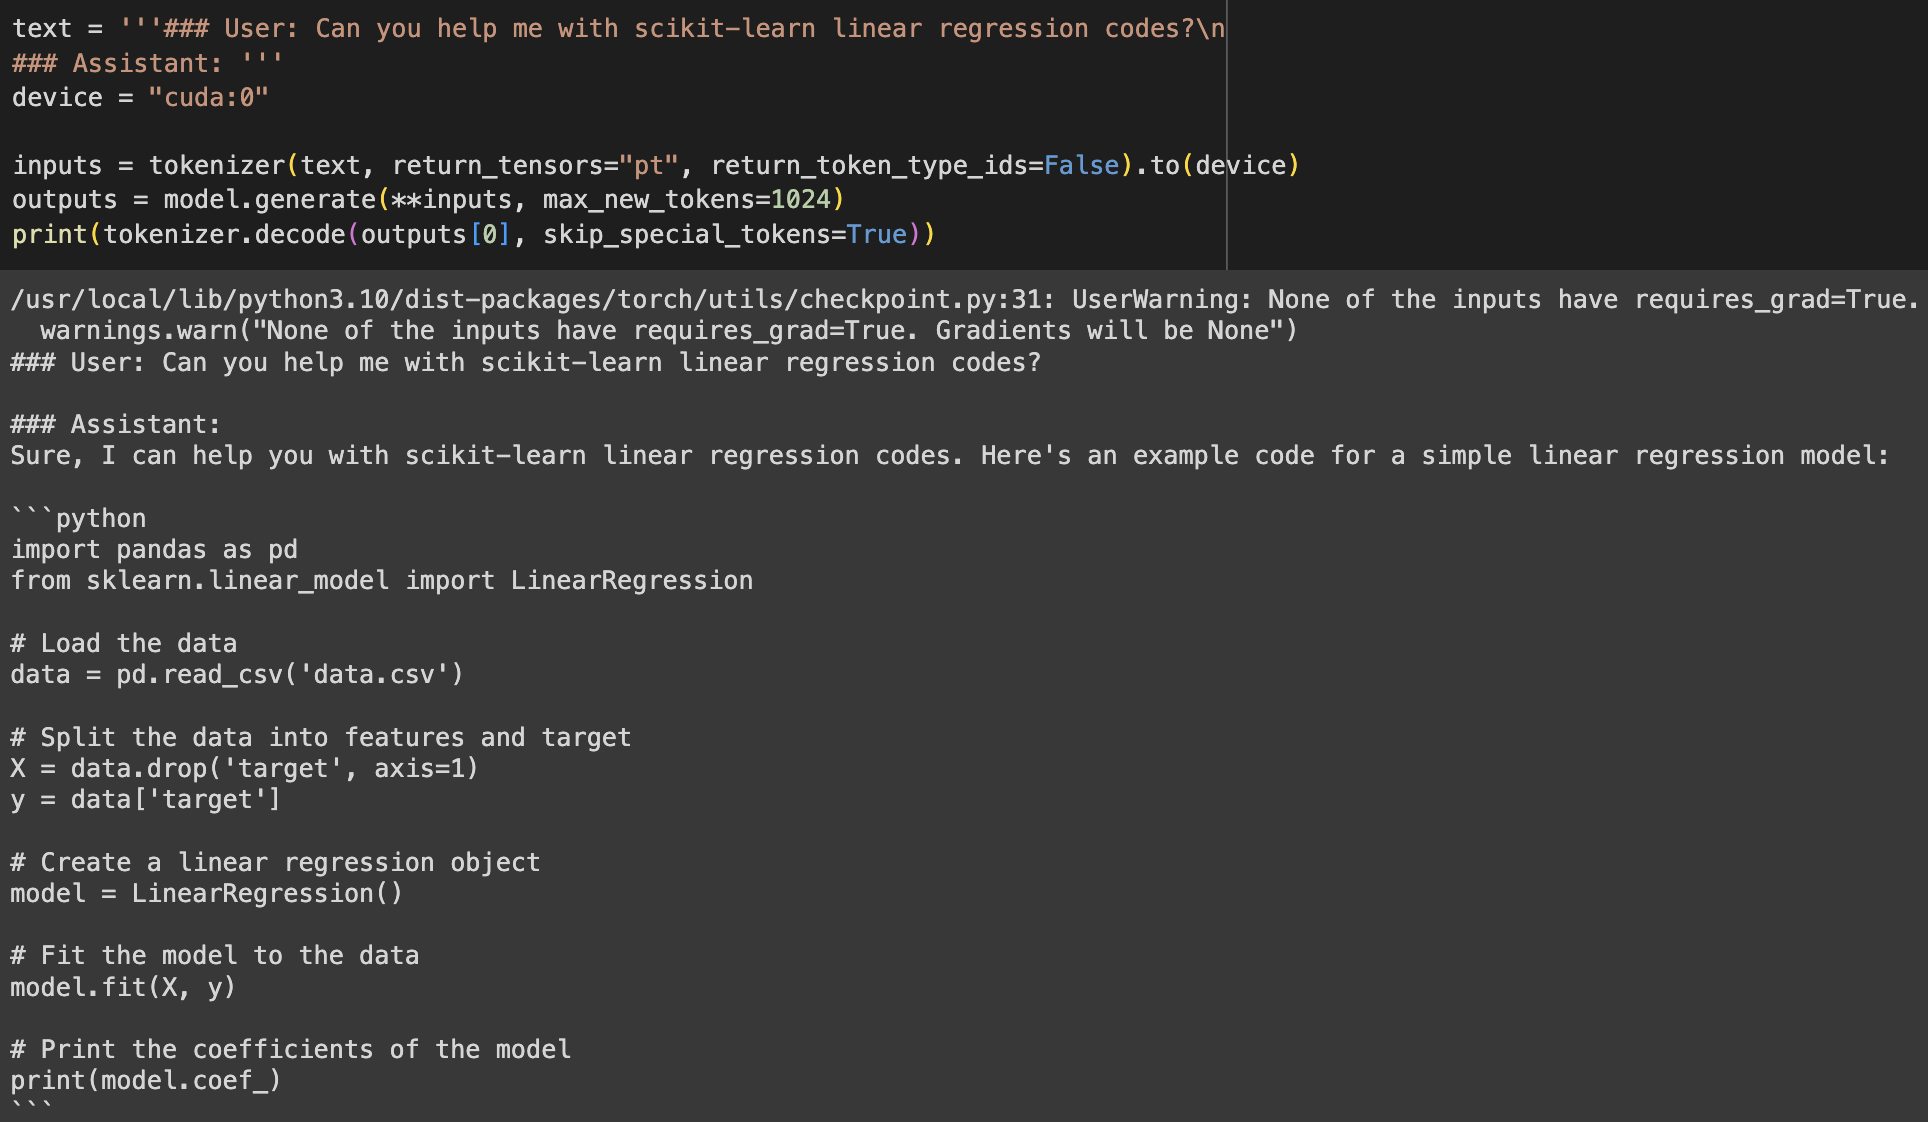 text = '''### User: Can you help me with scikit-learn linear regression codes?\n
### Assistant: '''
device = "cuda:0"
inputs = tokenizer(text, return_tensors="pt", return_token_type_ids=False).to(device)
outputs = model.generate(**inputs, max_new_tokens=1024)
print(tokenizer.decode(outputs[0], skip_special_tokens=True))
/usr/local/lib/python3.10/dist-packages/torch/utils/checkpoint.py:31: UserWarning: None of the inputs have requires_grad=True.
  warnings.warn("None of the inputs have requires_grad=True. Gradients will be None")
### User: Can you help me with scikit-learn linear regression codes?

### Assistant:
Sure, I can help you with scikit-learn linear regression codes. Here's an example code for a simple linear regression model:

```python
import pandas as pd
from sklearn.linear_model import LinearRegression

# Load the data
data = pd.read_csv('data.csv')

# Split the data into features and target
X = data.drop('target', axis=1)
y = data['target']

# Create a linear regression object
model = LinearRegression()

# Fit the model to the data
model.fit(X, y)

# Print the coefficients of the model
print(model.coef_)
```